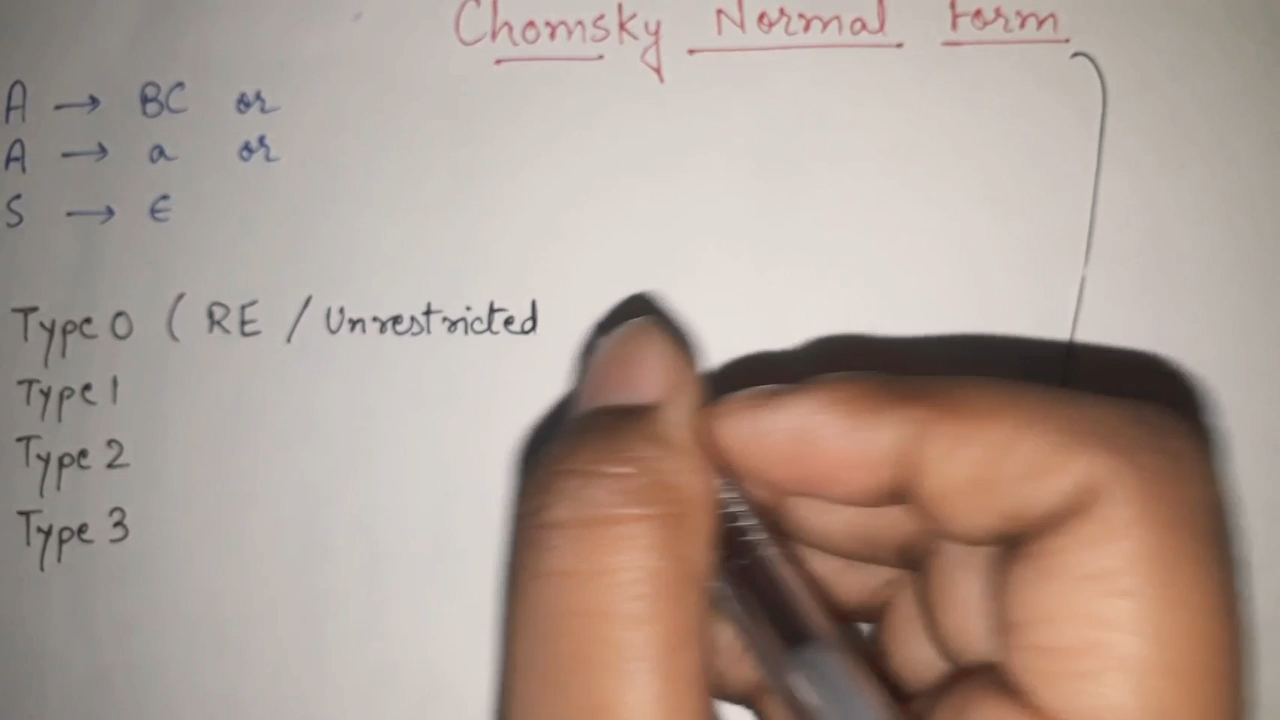 Chomsky Normal Form
A → BC or
A → a or
S → ϵ
Type 0 ( RE / Unrestricted
Type 1
Type 2
Type 3